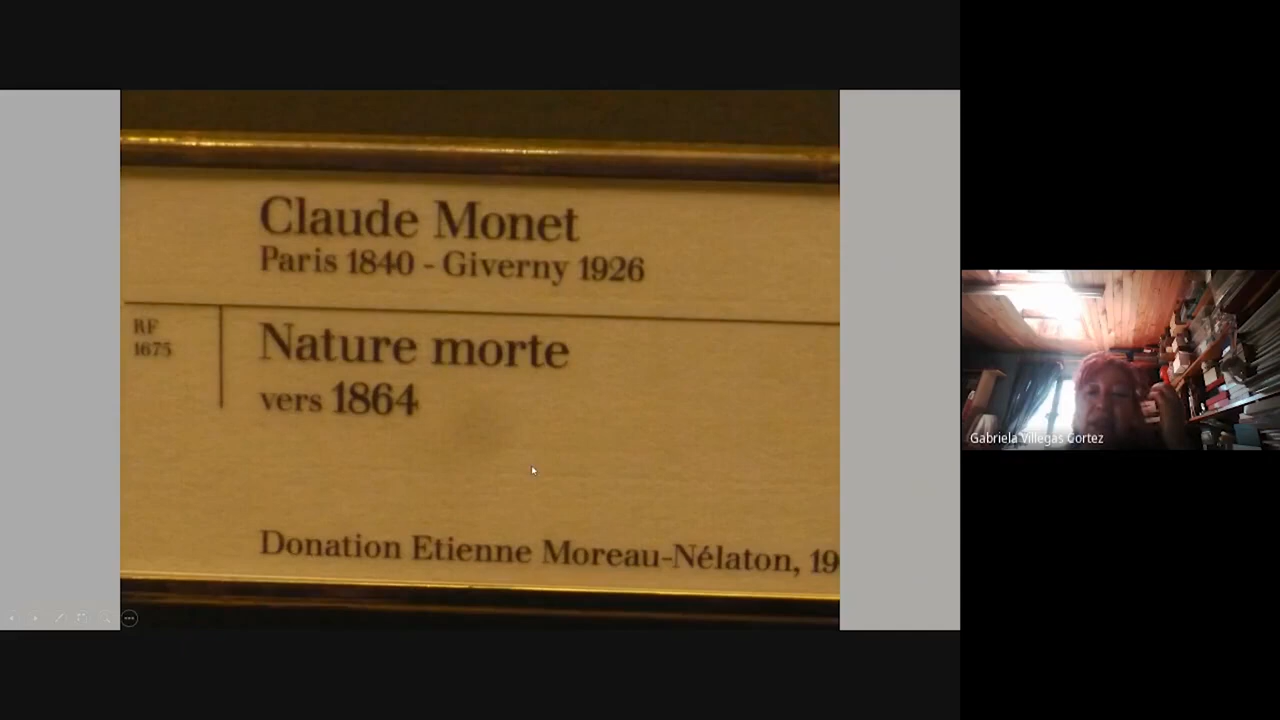 Claude Monet
Paris 1840 - Giverny 1926
RF
1675
Nature morte
vers 1864
Donation Etienne Moreau-Nélaton, 19
Gabriela Villegas Cortez